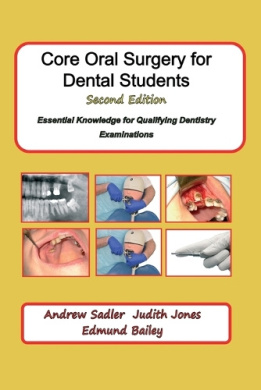 Core Oral Surgery for
Dental Students
Second Edition
Essential Knowledge for Qualifying Dentistry
Examinations
Andrew Sadler Judith Jones
Edmund Bailey